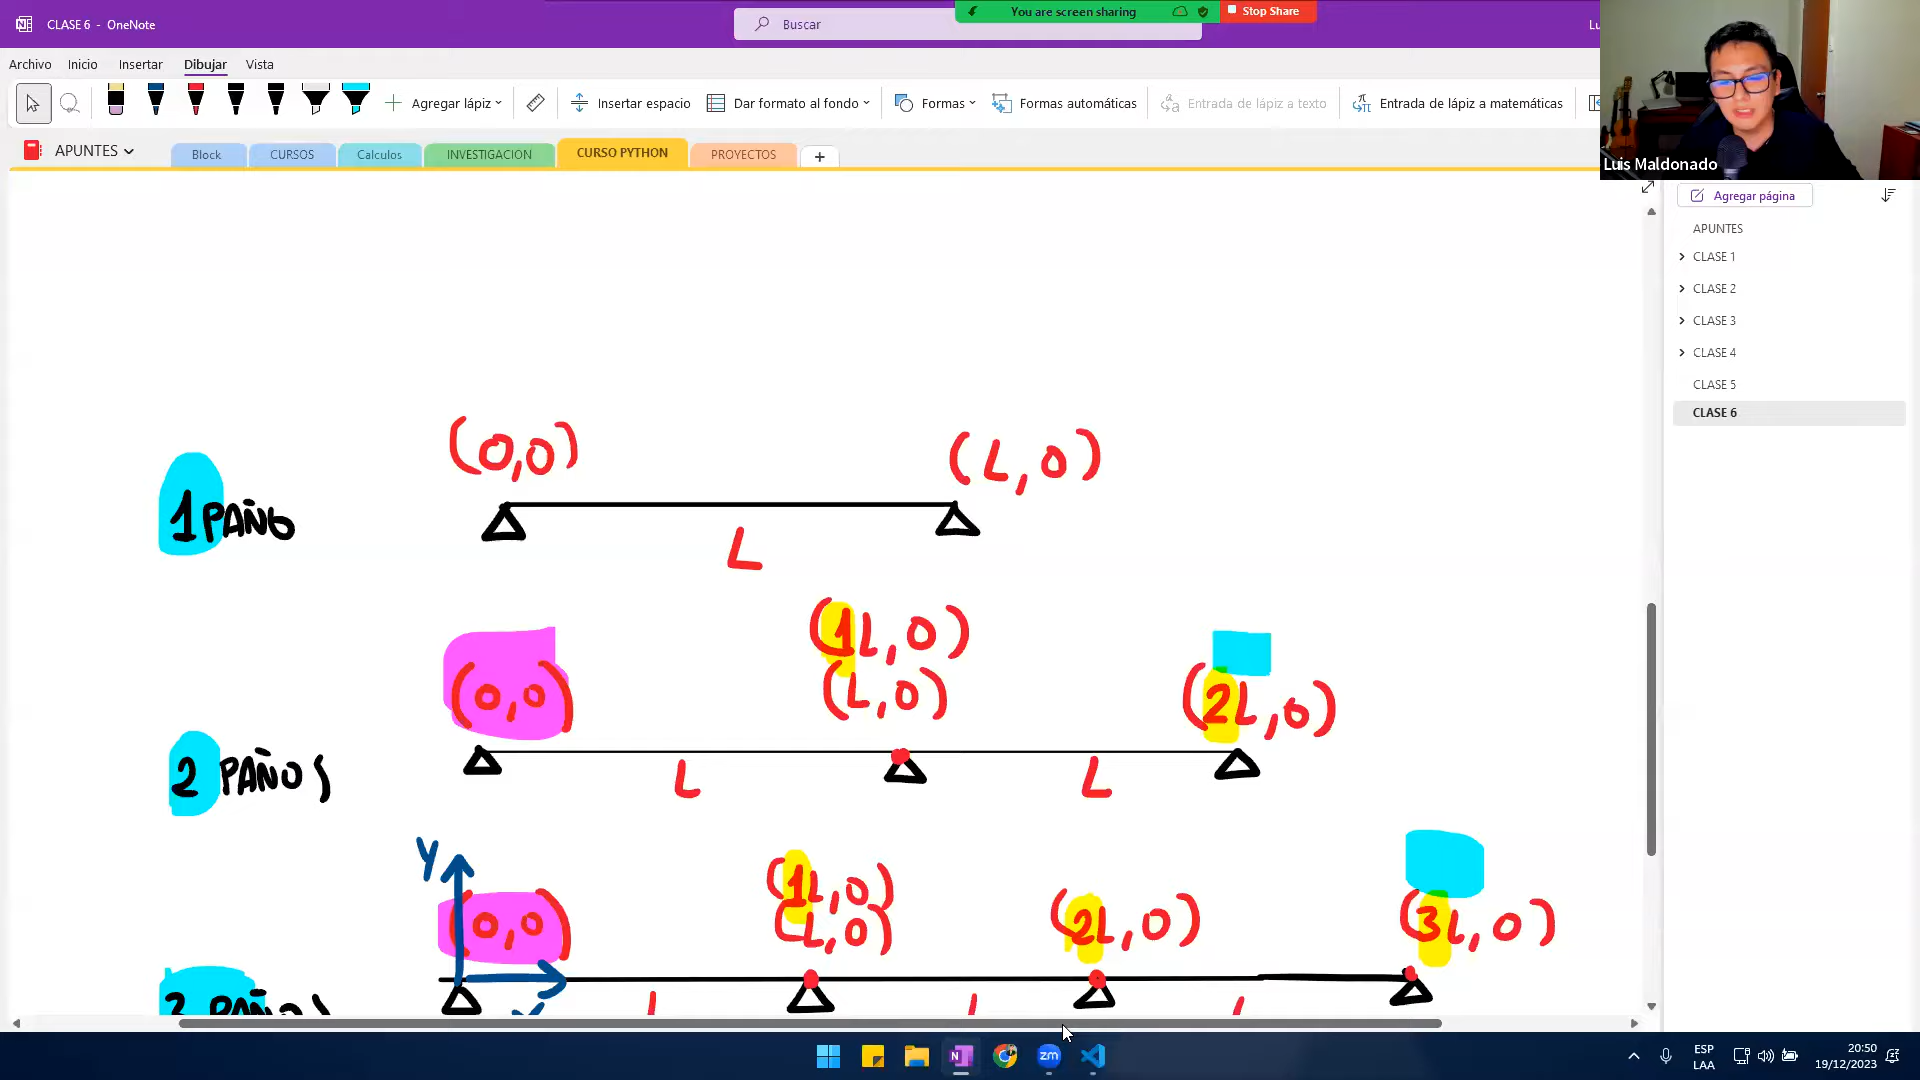 CLASE 6 - OneNote
Buscar
You are screen sharing
Stop Share
Lu
Archivo Inicio Insertar Dibujar Vista
Agregar lápiz
Insertar espacio
Dar formato al fondo
Formas
Formas automáticas
Entrada de lápiz a texto
Entrada de lápiz a matemáticas
Luis Maldonado
APUNTES
Block CURSOS Calculos INVESTIGACION CURSO PYTHON PROYECTOS +
Agregar página
APUNTES
CLASE 1
CLASE 2
CLASE 3
CLASE 4
CLASE 5
CLASE 6
(0,0) (L,0)
1 PAÑO
L
(1L,0)
(L,0)
(0,0) (2L,0)
2 PAÑOS
L L
Y
(1L,0)
(L,0)
(0,0) (2L,0) (3L,0)
3 PAÑOS
zm
ESP
LAA
20:50
19/12/2023